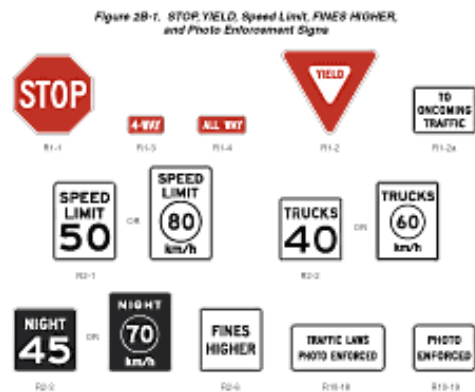 Figure 2B-1. STOP, YIELD, Speed Limit, FINES HIGHER,
and Photo Enforcement Signs
STOP
R1-1
4-WAY
R1-3
ALL WAY
R1-4
YIELD
R1-2
TO
ONCOMING
TRAFFIC
R1-2a
SPEED
LIMIT
50
OR
SPEED
LIMIT
80
km/h
R2-1
TRUCKS
40
OR
TRUCKS
60
km/h
R2-2
NIGHT
45
OR
NIGHT
70
km/h
R2-3
FINES
HIGHER
R2-6
TRAFFIC LAWS
PHOTO ENFORCED
R10-18
PHOTO
ENFORCED
R10-19